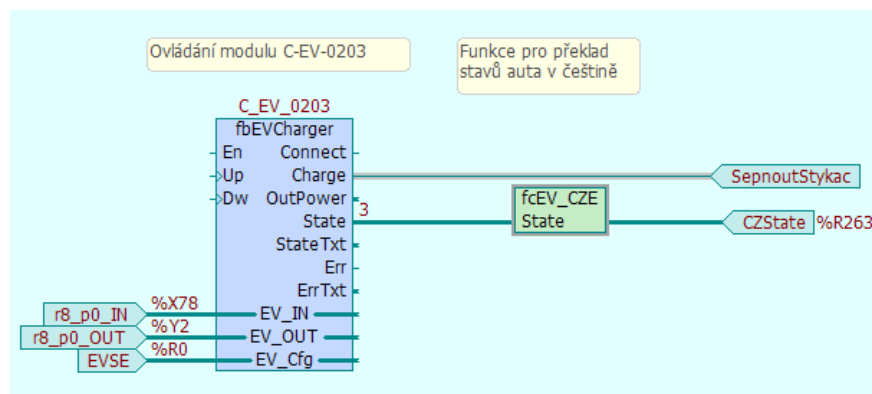 Ovládání modulu C-EV-0203
Funkce pro překlad
stavů auta v češtině
C_EV_0203
fbEVCharger
En Connect
Up Charge
SepnoutStykac
Dw OutPower
fcEV_CZE
State 3
State
CZState %R263
StateTxt
Err
ErrTxt
r8_p0_IN %X78 EV_IN
r8_p0_OUT %Y2 EV_OUT
EVSE %R0 EV_Cfg